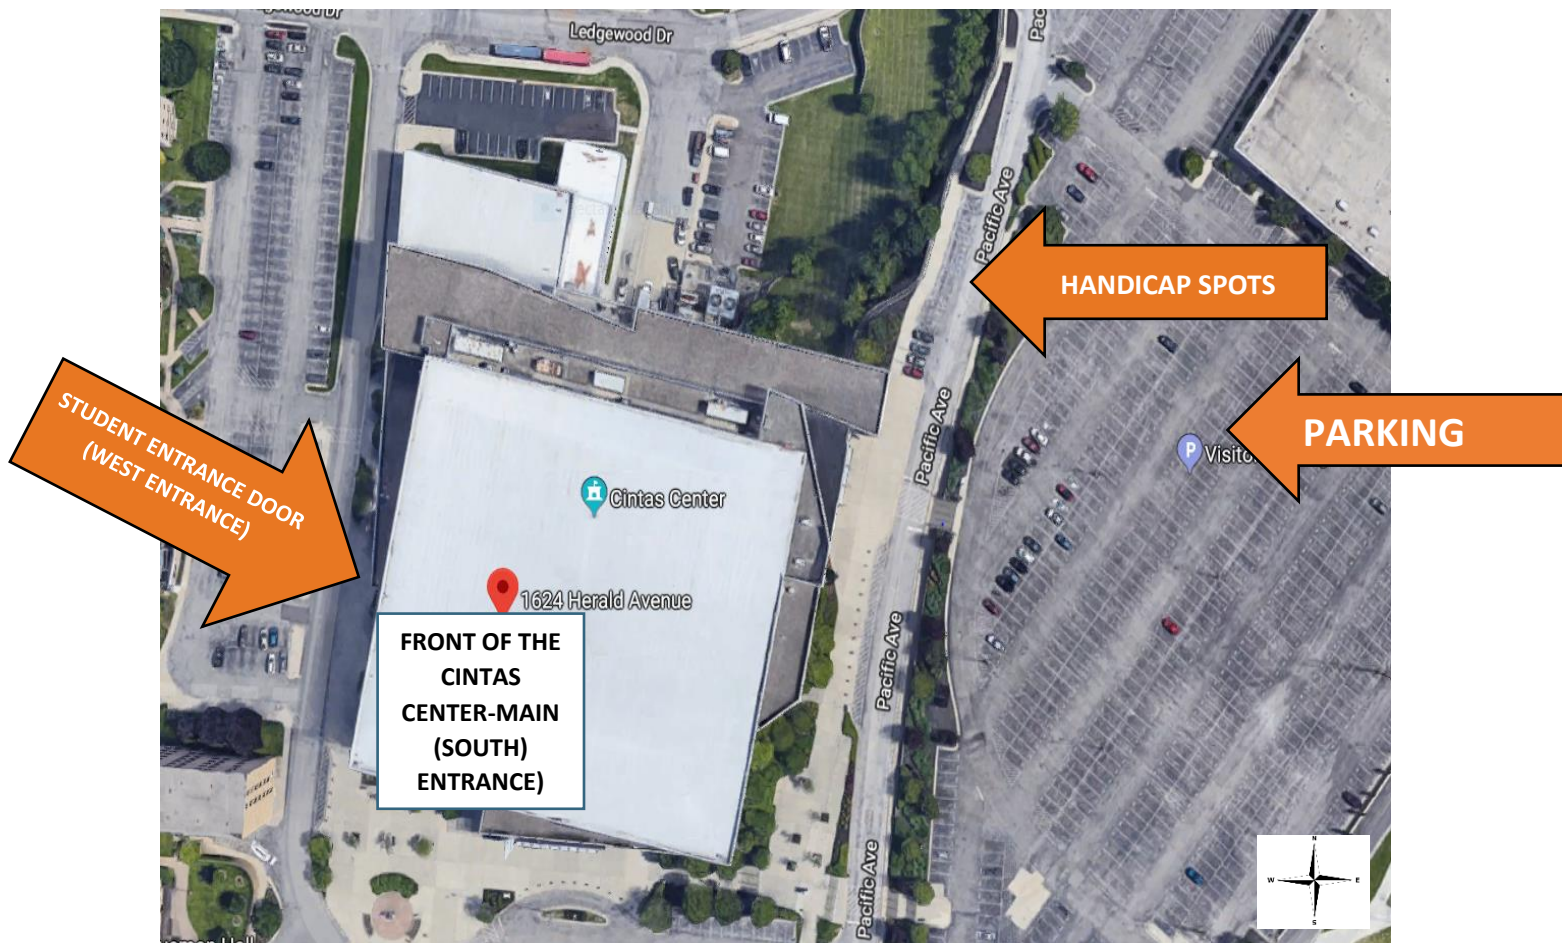 Ledgewood Dr
Pacific Ave
HANDICAP SPOTS
PARKING
Pacific Ave
Visito
STUDENT ENTRANCE DOOR
(WEST ENTRANCE)
Cintas Center
1624 Herald Avenue
FRONT OF THE
CINTAS
CENTER-MAIN
(SOUTH)
ENTRANCE)
Pacific Ave
Pacific Ave
N
W E
S